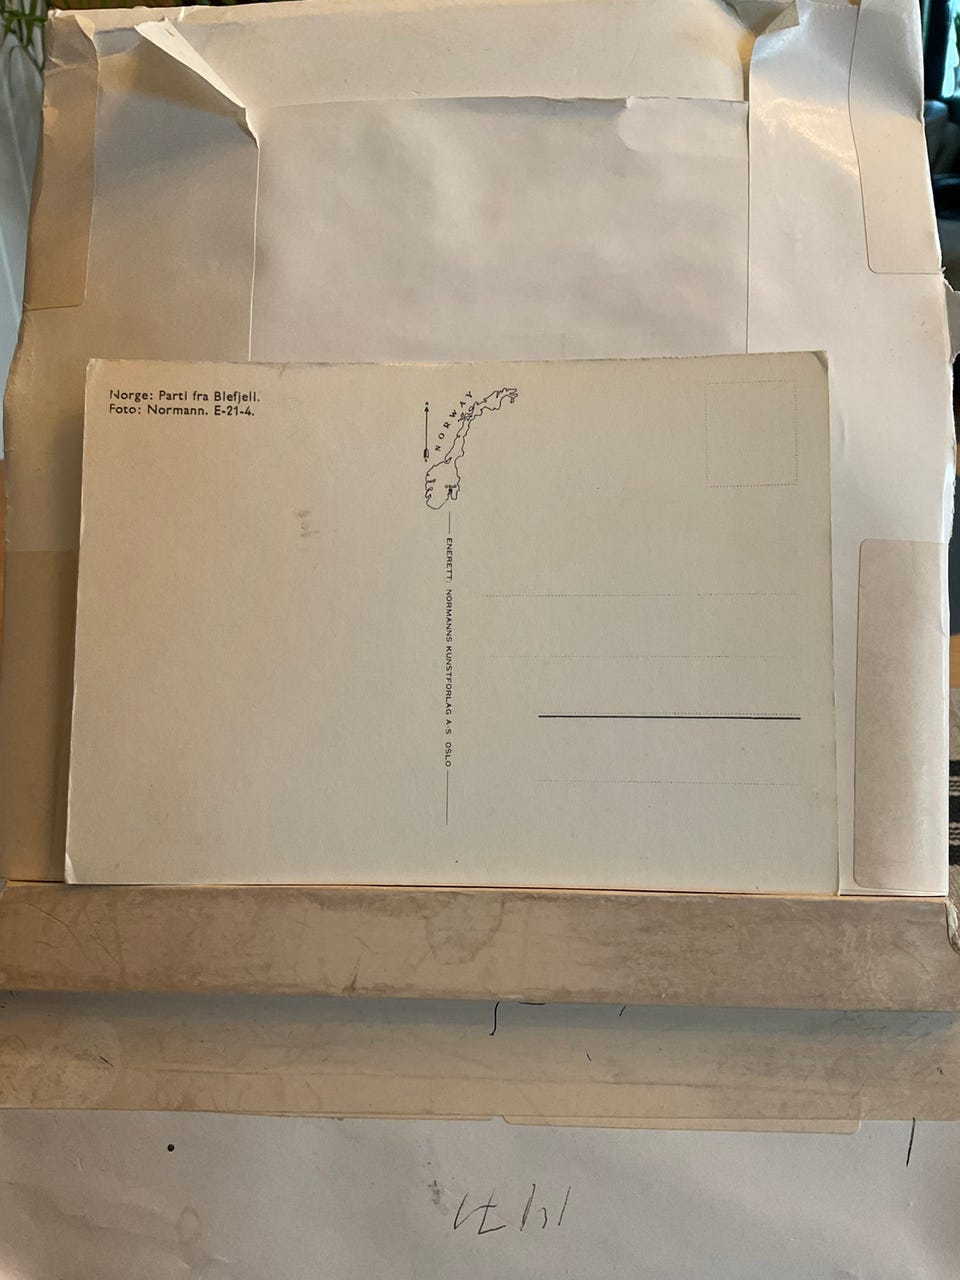 Norge: Parti fra Blefjell.
Foto: Normann. E-21-4.
NORWAY
ENERETT: NORMANNS KUNSTFORLAG A·S OSLO